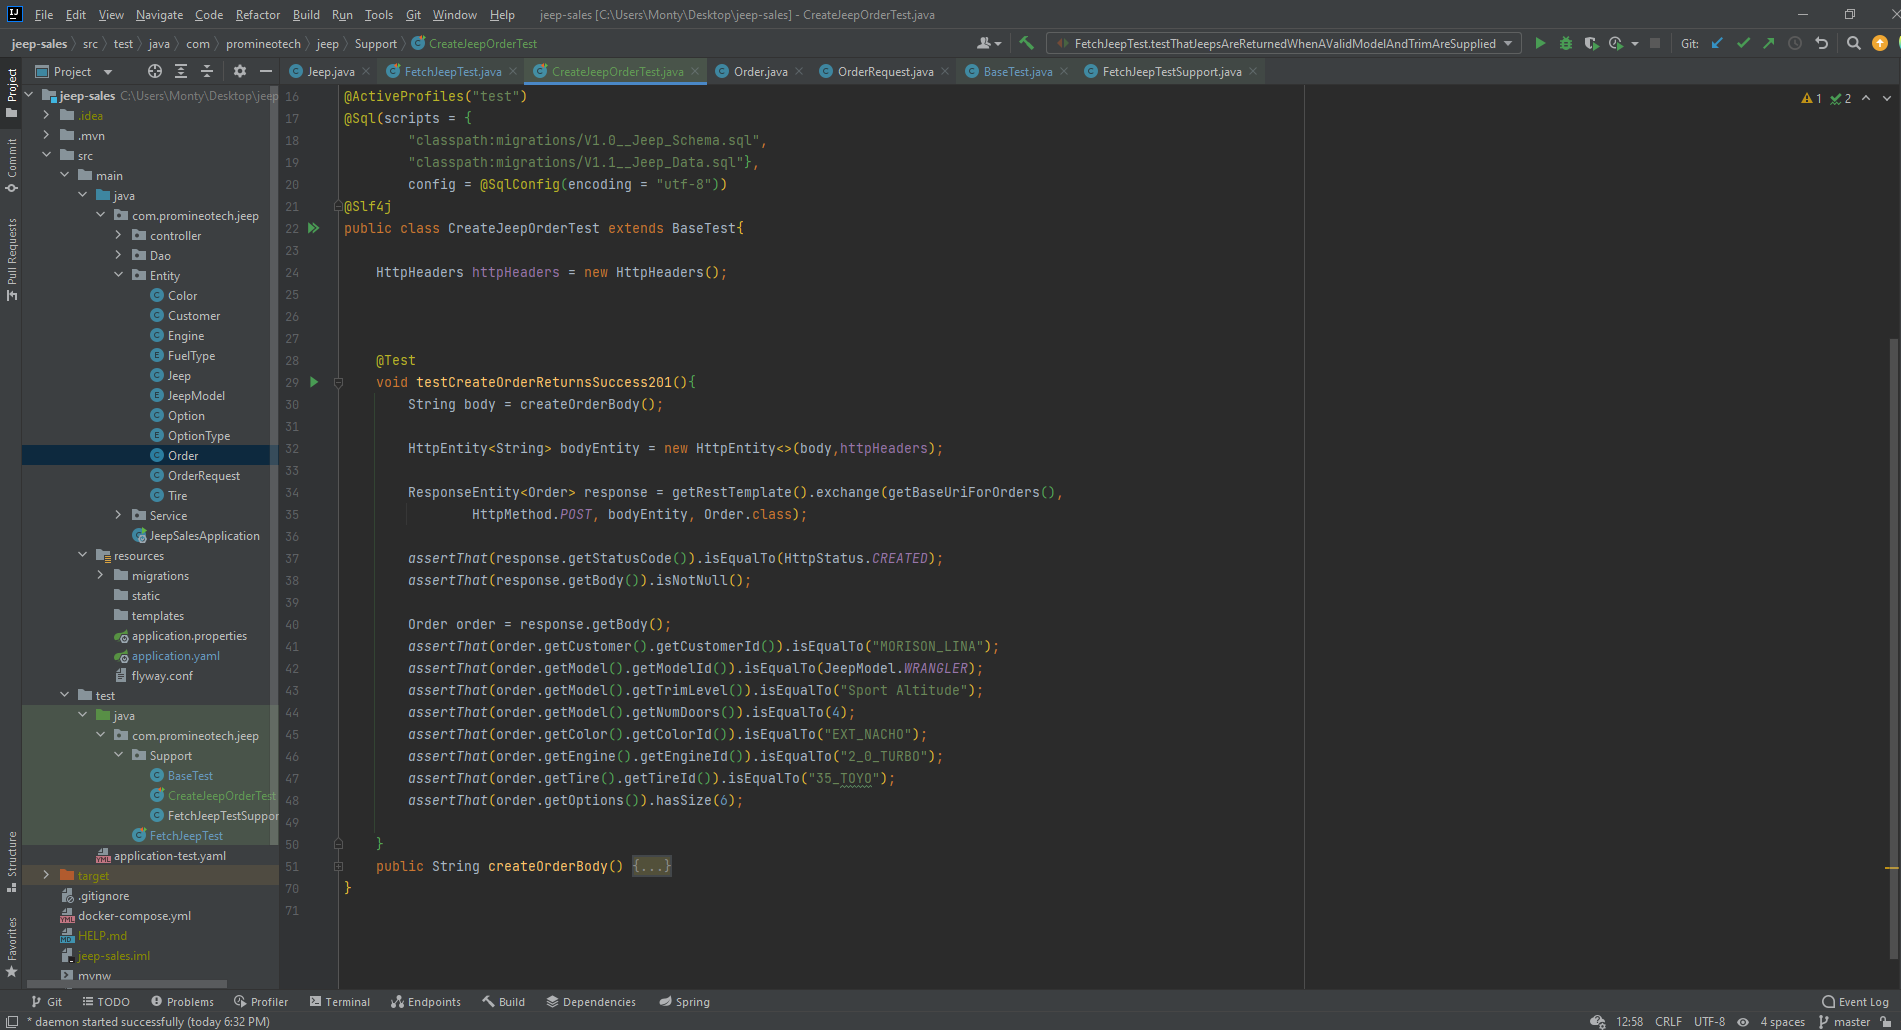 File Edit View Navigate Code Refactor Build Run Tools Git Window Help jeep-sales [C:\Users\Monty\Desktop\jeep-sales] - CreateJeepOrderTest.java
jeep-sales src test java com promineotech jeep Support CreateJeepOrderTest FetchJeepTest.testThatJeepsAreReturnedWhenAValidModelAndTrimAreSupplied Git:
Project Jeep.java FetchJeepTest.java CreateJeepOrderTest.java Order.java OrderRequest.java BaseTest.java FetchJeepTestSupport.java
Project
Commit
Pull Requests
Structure
Favorites
jeep-sales C:\Users\Monty\Desktop\jeep
.idea
.mvn
src
main
java
com.promineotech.jeep
controller
Dao
Entity
Color
Customer
Engine
FuelType
Jeep
JeepModel
Option
OptionType
Order
OrderRequest
Tire
Service
JeepSalesApplication
resources
migrations
static
templates
application.properties
application.yaml
flyway.conf
test
java
com.promineotech.jeep
Support
BaseTest
CreateJeepOrderTest
FetchJeepTestSuppor
FetchJeepTest
application-test.yaml
target
.gitignore
docker-compose.yml
HELP.md
jeep-sales.iml
mvnw
1 2
16 @ActiveProfiles("test")
17 @Sql(scripts = {
18 "classpath:migrations/V1.0__Jeep_Schema.sql",
19 "classpath:migrations/V1.1__Jeep_Data.sql"},
20 config = @SqlConfig(encoding = "utf-8"))
21 @Slf4j
22 public class CreateJeepOrderTest extends BaseTest{
23
24 HttpHeaders httpHeaders = new HttpHeaders();
25
26
27
28 @Test
29 void testCreateOrderReturnsSuccess201(){
30 String body = createOrderBody();
31
32 HttpEntity<String> bodyEntity = new HttpEntity<>(body,httpHeaders);
33
34 ResponseEntity<Order> response = getRestTemplate().exchange(getBaseUriForOrders(),
35 HttpMethod.POST, bodyEntity, Order.class);
36
37 assertThat(response.getStatusCode()).isEqualTo(HttpStatus.CREATED);
38 assertThat(response.getBody()).isNotNull();
39
40 Order order = response.getBody();
41 assertThat(order.getCustomer().getCustomerId()).isEqualTo("MORISON_LINA");
42 assertThat(order.getModel().getModelId()).isEqualTo(JeepModel.WRANGLER);
43 assertThat(order.getModel().getTrimLevel()).isEqualTo("Sport Altitude");
44 assertThat(order.getModel().getNumDoors()).isEqualTo(4);
45 assertThat(order.getColor().getColorId()).isEqualTo("EXT_NACHO");
46 assertThat(order.getEngine().getEngineId()).isEqualTo("2_0_TURBO");
47 assertThat(order.getTire().getTireId()).isEqualTo("35_TOYO");
48 assertThat(order.getOptions()).hasSize(6);
49
50 }
51 public String createOrderBody() {...}
70 }
71
Git TODO Problems Profiler Terminal Endpoints Build Dependencies Spring Event Log
* daemon started successfully (today 6:32 PM) 12:58 CRLF UTF-8 4 spaces master